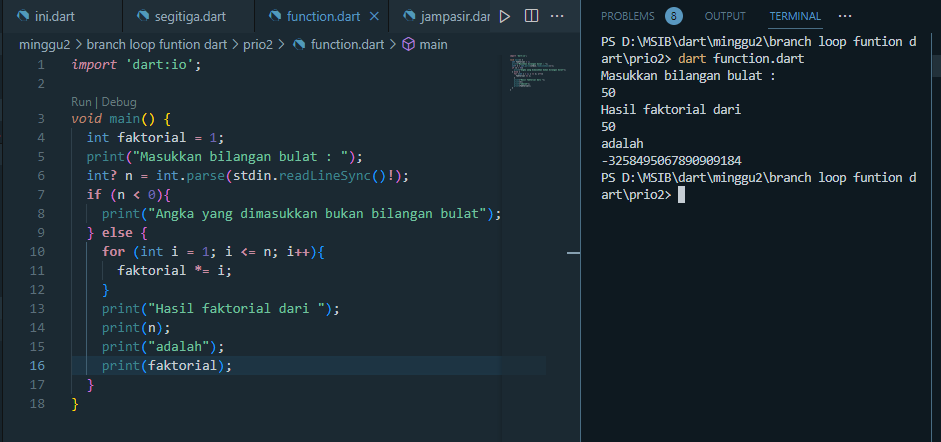 ini.dart segitiga.dart function.dart jampasir.dar
minggu2 > branch loop funtion dart > prio2 > function.dart > main
1 import 'dart:io';
2
Run | Debug
3 void main() {
4 int faktorial = 1;
5 print("Masukkan bilangan bulat : ");
6 int? n = int.parse(stdin.readLineSync()!);
7 if (n < 0){
8 print("Angka yang dimasukkan bukan bilangan bulat");
9 } else {
10 for (int i = 1; i <= n; i++){
11 faktorial *= i;
12 }
13 print("Hasil faktorial dari ");
14 print(n);
15 print("adalah");
16 print(faktorial);
17 }
18 }
PROBLEMS 8 OUTPUT TERMINAL ...
PS D:\MSIB\dart\minggu2\branch loop funtion d
art\prio2> dart function.dart
Masukkan bilangan bulat :
50
Hasil faktorial dari
50
adalah
-3258495067890909184
PS D:\MSIB\dart\minggu2\branch loop funtion d
art\prio2>